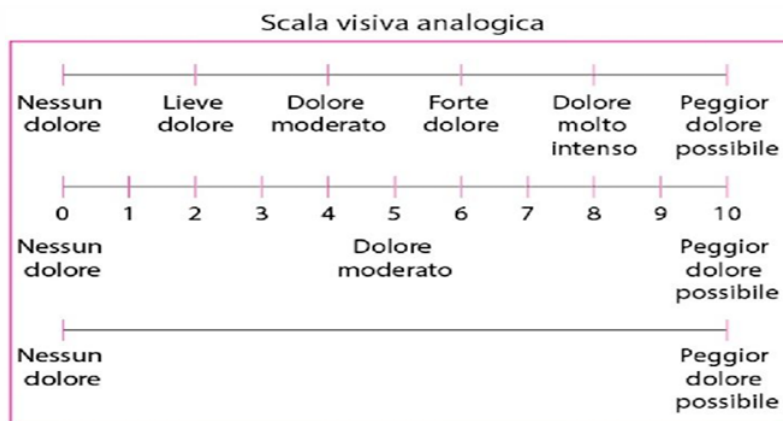 Scala visiva analogica
Nessun Lieve Dolore Forte Dolore Peggior
dolore dolore moderato dolore molto dolore
intenso possibile
0 1 2 3 4 5 6 7 8 9 10
Nessun Dolore Peggior
dolore moderato dolore
possibile
Nessun Peggior
dolore dolore
possibile